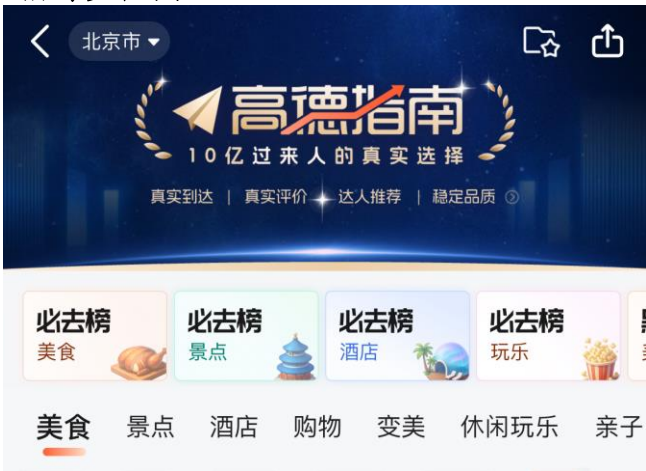 北京市
高德指南
10亿过来人的真实选择
真实到达 | 真实评价 达人推荐 | 稳定品质
必去榜 必去榜 必去榜 必去榜
美食 景点 酒店 玩乐
美食 景点 酒店 购物 变美 休闲玩乐 亲子